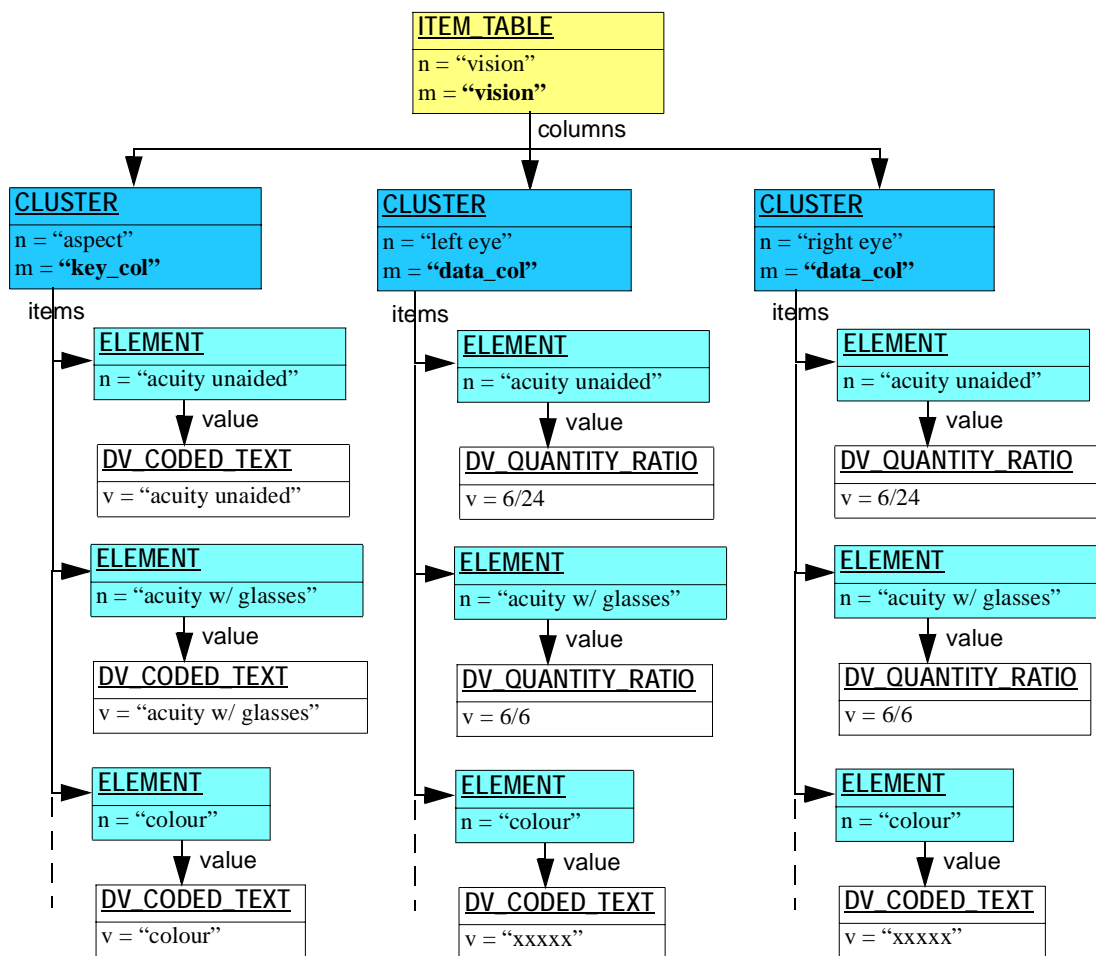 ITEM_TABLE
n = “vision”
m = “vision”
columns
CLUSTER
n = “aspect”
m = “key_col”
items
ELEMENT
n = “acuity unaided”
value
DV_CODED_TEXT
v = “acuity unaided”
ELEMENT
n = “acuity w/ glasses”
value
DV_CODED_TEXT
v = “acuity w/ glasses”
ELEMENT
n = “colour”
value
DV_CODED_TEXT
v = “colour”
CLUSTER
n = “left eye”
m = “data_col”
items
ELEMENT
n = “acuity unaided”
value
DV_QUANTITY_RATIO
v = 6/24
ELEMENT
n = “acuity w/ glasses”
value
DV_QUANTITY_RATIO
v = 6/6
ELEMENT
n = “colour”
value
DV_CODED_TEXT
v = “xxxxx”
CLUSTER
n = “right eye”
m = “data_col”
items
ELEMENT
n = “acuity unaided”
value
DV_QUANTITY_RATIO
v = 6/24
ELEMENT
n = “acuity w/ glasses”
value
DV_QUANTITY_RATIO
v = 6/6
ELEMENT
n = “colour”
value
DV_CODED_TEXT
v = “xxxxx”